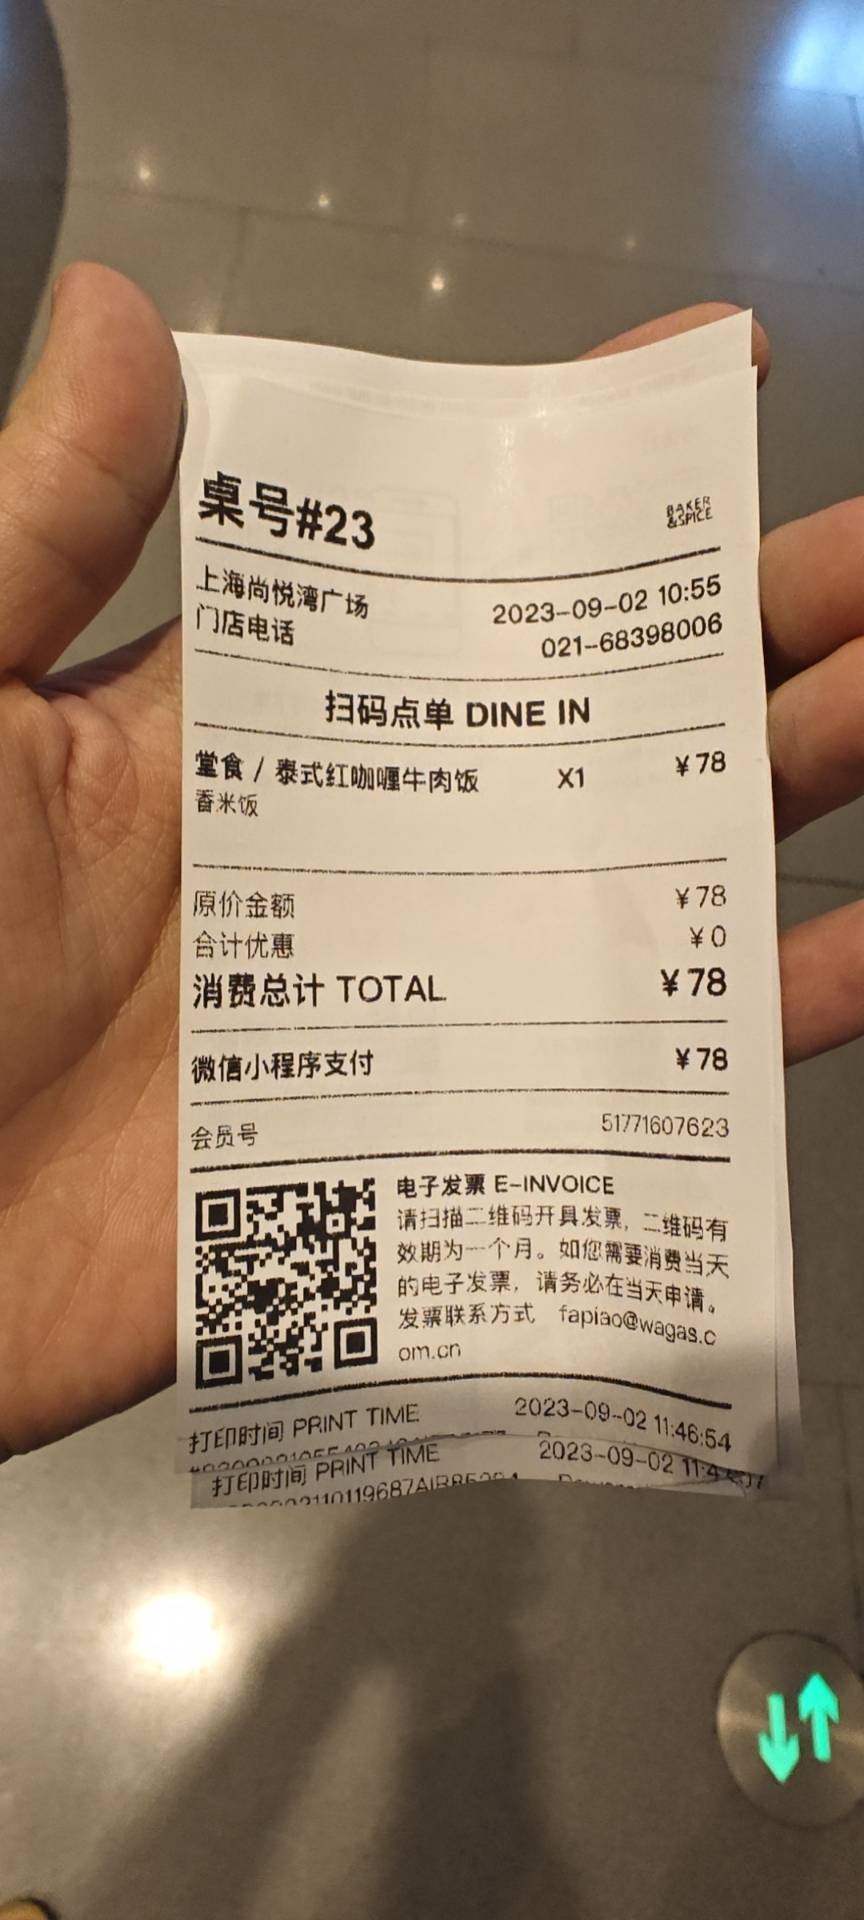 桌号#23
BAKER
&SPICE
上海尚悦湾广场 2023-09-02 10:55
门店电话 021-68398006
扫码点单 DINE IN
堂食 / 泰式红咖喱牛肉饭 X1 ¥78
香米饭
原价金额 ¥78
合计优惠 ¥0
消费总计 TOTAL ¥78
微信小程序支付 ¥78
会员号 51771607623
电子发票 E-INVOICE
请扫描二维码开具发票，二维码有
效期为一个月。如您需要消费当天
的电子发票，请务必在当天申请。
发票联系方式 fapiao@wagas.c
om.cn
打印时间 PRINT TIME 2023-09-02 11:46:54
打印时间 PRINT TIME 2023-09-02